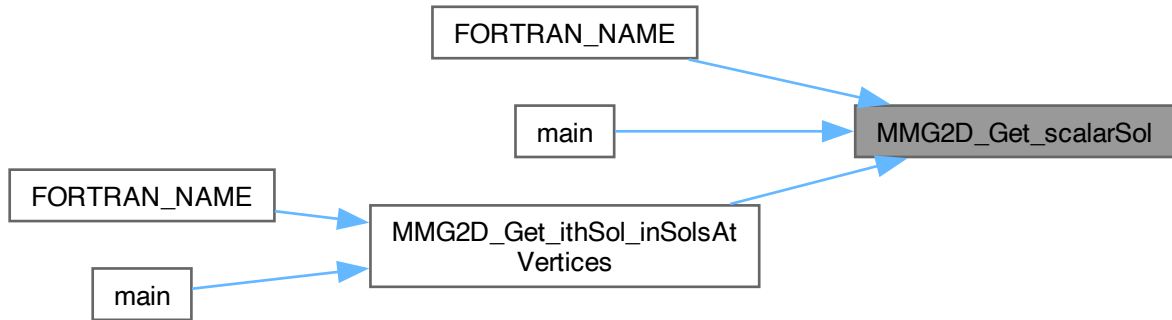 FORTRAN_NAME
main
MMG2D_Get_scalarSol
FORTRAN_NAME
MMG2D_Get_ithSol_inSolsAt
Vertices
main